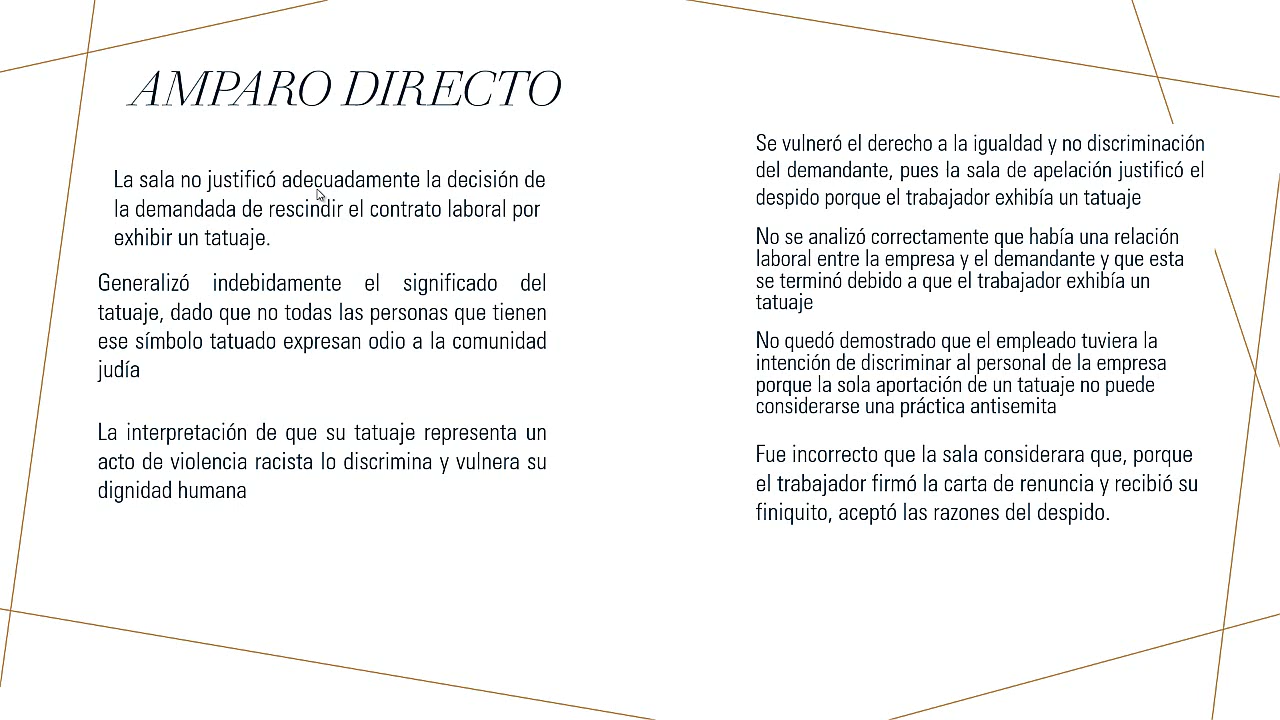 AMPARO DIRECTO
La sala no justificó adecuadamente la decisión de
la demandada de rescindir el contrato laboral por
exhibir un tatuaje.
Generalizó indebidamente el significado del
tatuaje, dado que no todas las personas que tienen
ese símbolo tatuado expresan odio a la comunidad
judía
La interpretación de que su tatuaje representa un
acto de violencia racista lo discrimina y vulnera su
dignidad humana
Se vulneró el derecho a la igualdad y no discriminación
del demandante, pues la sala de apelación justificó el
despido porque el trabajador exhibía un tatuaje
No se analizó correctamente que había una relación
laboral entre la empresa y el demandante y que esta
se terminó debido a que el trabajador exhibía un
tatuaje
No quedó demostrado que el empleado tuviera la
intención de discriminar al personal de la empresa
porque la sola aportación de un tatuaje no puede
considerarse una práctica antisemita
Fue incorrecto que la sala considerara que, porque
el trabajador firmó la carta de renuncia y recibió su
finiquito, aceptó las razones del despido.